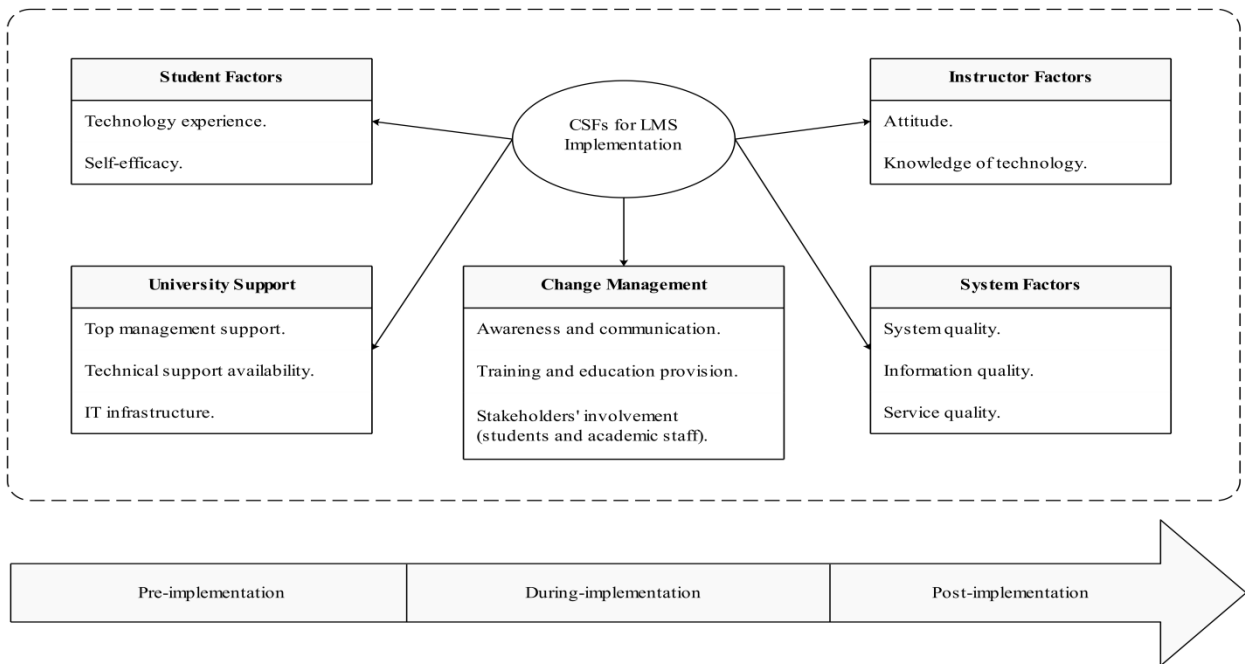 Student Factors
Technology experience.
Self-efficacy.
CSFs for LMS
Implementation
Instructor Factors
Attitude.
Knowledge of technology.
University Support
Top management support.
Technical support availability.
IT infrastructure.
Change Management
Awareness and communication.
Training and education provision.
Stakeholders' involvement
(students and academic staff).
System Factors
System quality.
Information quality.
Service quality.
Pre-implementation
During-implementation
Post-implementation